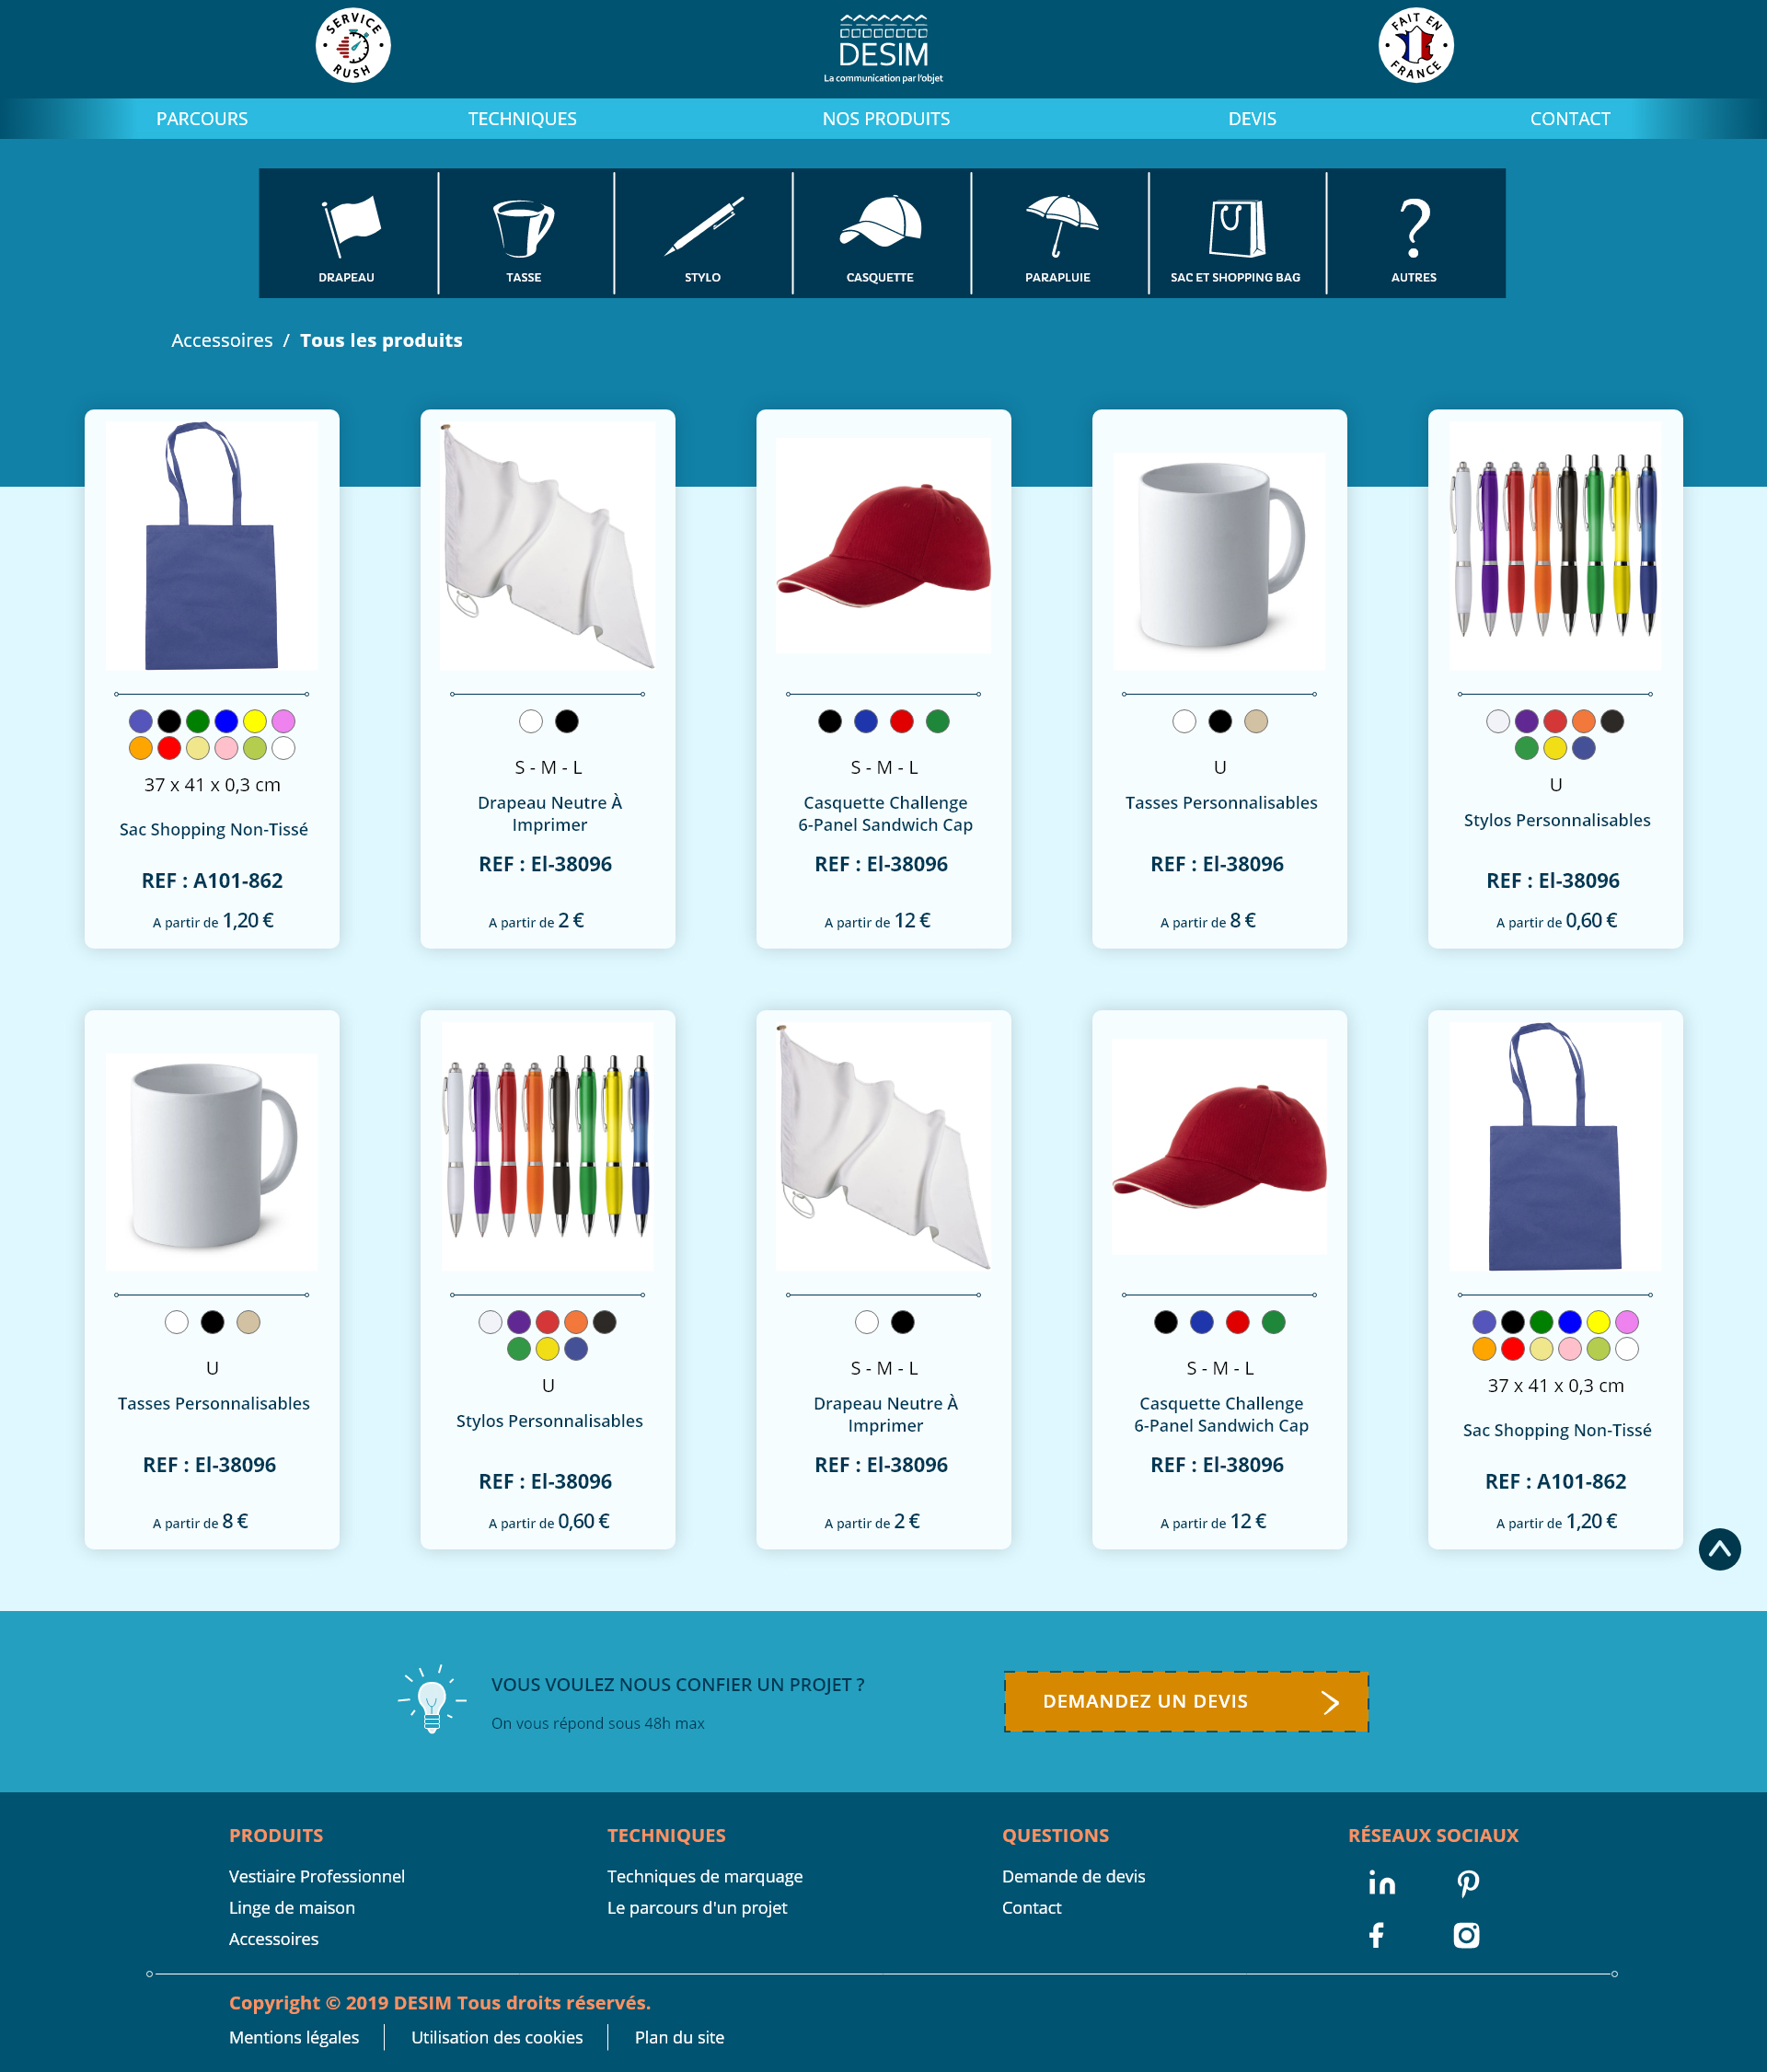 SERVICE RUSH
DESIM
La communication par l'objet
FAIT EN FRANCE
PARCOURS
TECHNIQUES
NOS PRODUITS
DEVIS
CONTACT
DRAPEAU
TASSE
STYLO
CASQUETTE
PARAPLUIE
SAC ET SHOPPING BAG
AUTRES
Accessoires / Tous les produits
37 x 41 x 0,3 cm
Sac Shopping Non-Tissé
REF : A101-862
A partir de 1,20 €
S - M - L
Drapeau Neutre À
Imprimer
REF : El-38096
A partir de 2 €
S - M - L
Casquette Challenge
6-Panel Sandwich Cap
REF : El-38096
A partir de 12 €
U
Tasses Personnalisables
REF : El-38096
A partir de 8 €
U
Stylos Personnalisables
REF : El-38096
A partir de 0,60 €
U
Tasses Personnalisables
REF : El-38096
A partir de 8 €
U
Stylos Personnalisables
REF : El-38096
A partir de 0,60 €
S - M - L
Drapeau Neutre À
Imprimer
REF : El-38096
A partir de 2 €
S - M - L
Casquette Challenge
6-Panel Sandwich Cap
REF : El-38096
A partir de 12 €
37 x 41 x 0,3 cm
Sac Shopping Non-Tissé
REF : A101-862
A partir de 1,20 €
VOUS VOULEZ NOUS CONFIER UN PROJET ?
On vous répond sous 48h max
DEMANDEZ UN DEVIS
PRODUITS
Vestiaire Professionnel
Linge de maison
Accessoires
TECHNIQUES
Techniques de marquage
Le parcours d'un projet
QUESTIONS
Demande de devis
Contact
RÉSEAUX SOCIAUX
Copyright © 2019 DESIM Tous droits réservés.
Mentions légales
Utilisation des cookies
Plan du site